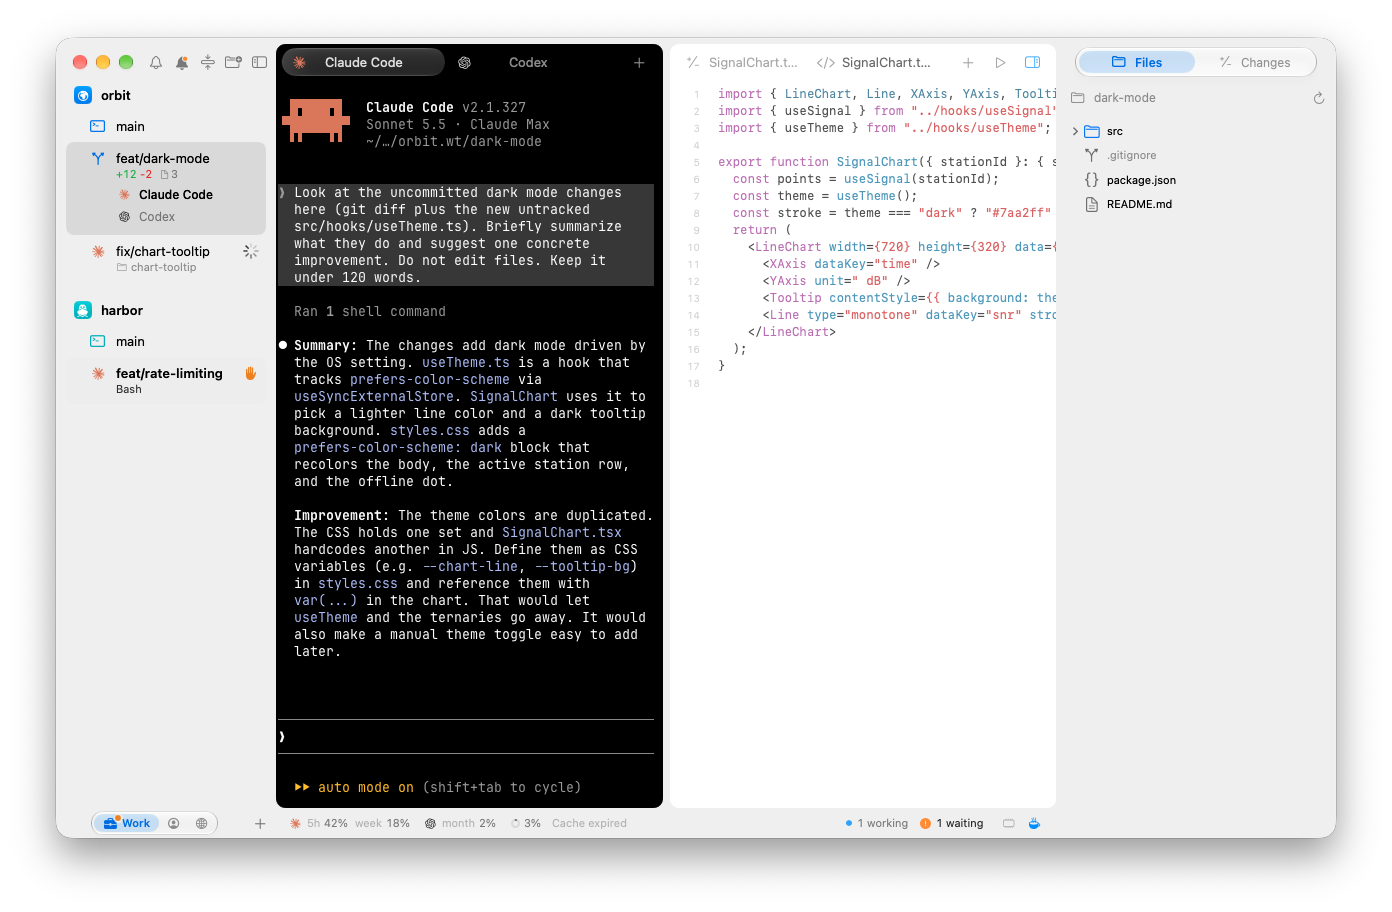 orbit
main
feat/dark-mode
+12 -2 3
Claude Code
Codex
fix/chart-tooltip
chart-tooltip
harbor
main
feat/rate-limiting
Bash
Work
Claude Code
Codex
Claude Code v2.1.327
Sonnet 5.5 · Claude Max
~/…/orbit.wt/dark-mode
❯ Look at the uncommitted dark mode changes
here (git diff plus the new untracked
src/hooks/useTheme.ts). Briefly summarize
what they do and suggest one concrete
improvement. Do not edit files. Keep it
under 120 words.
Ran 1 shell command
Summary: The changes add dark mode driven by
the OS setting. useTheme.ts is a hook that
tracks prefers-color-scheme via
useSyncExternalStore. SignalChart uses it to
pick a lighter line color and a dark tooltip
background. styles.css adds a
prefers-color-scheme: dark block that
recolors the body, the active station row,
and the offline dot.
Improvement: The theme colors are duplicated.
The CSS holds one set and SignalChart.tsx
hardcodes another in JS. Define them as CSS
variables (e.g. --chart-line, --tooltip-bg)
in styles.css and reference them with
var(...) in the chart. That would let
useTheme and the ternaries go away. It would
also make a manual theme toggle easy to add
later.
❯
auto mode on (shift+tab to cycle)
5h 42% week 18% month 2% 3% Cache expired
SignalChart.t...
</> SignalChart.t...
1 import { LineChart, Line, XAxis, YAxis, Toolti
2 import { useSignal } from "../hooks/useSignal"
3 import { useTheme } from "../hooks/useTheme";
4
5 export function SignalChart({ stationId }: { s
6 const points = useSignal(stationId);
7 const theme = useTheme();
8 const stroke = theme === "dark" ? "#7aa2ff"
9 return (
10 <LineChart width={720} height={320} data={
11 <XAxis dataKey="time" />
12 <YAxis unit=" dB" />
13 <Tooltip contentStyle={{ background: the
14 <Line type="monotone" dataKey="snr" stro
15 </LineChart>
16 );
17 }
18
1 working 1 waiting
Files
Changes
dark-mode
src
.gitignore
package.json
README.md